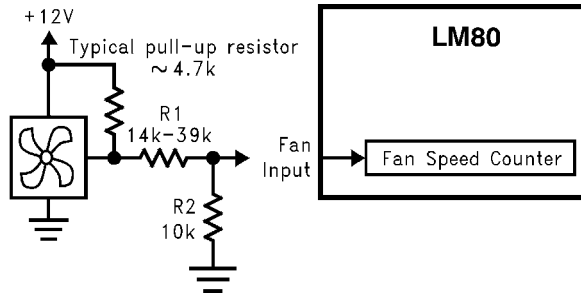 +12V
Typical pull-up resistor
~4.7k
R1
14k-39k
R2
10k
Fan
Input
LM80
Fan Speed Counter